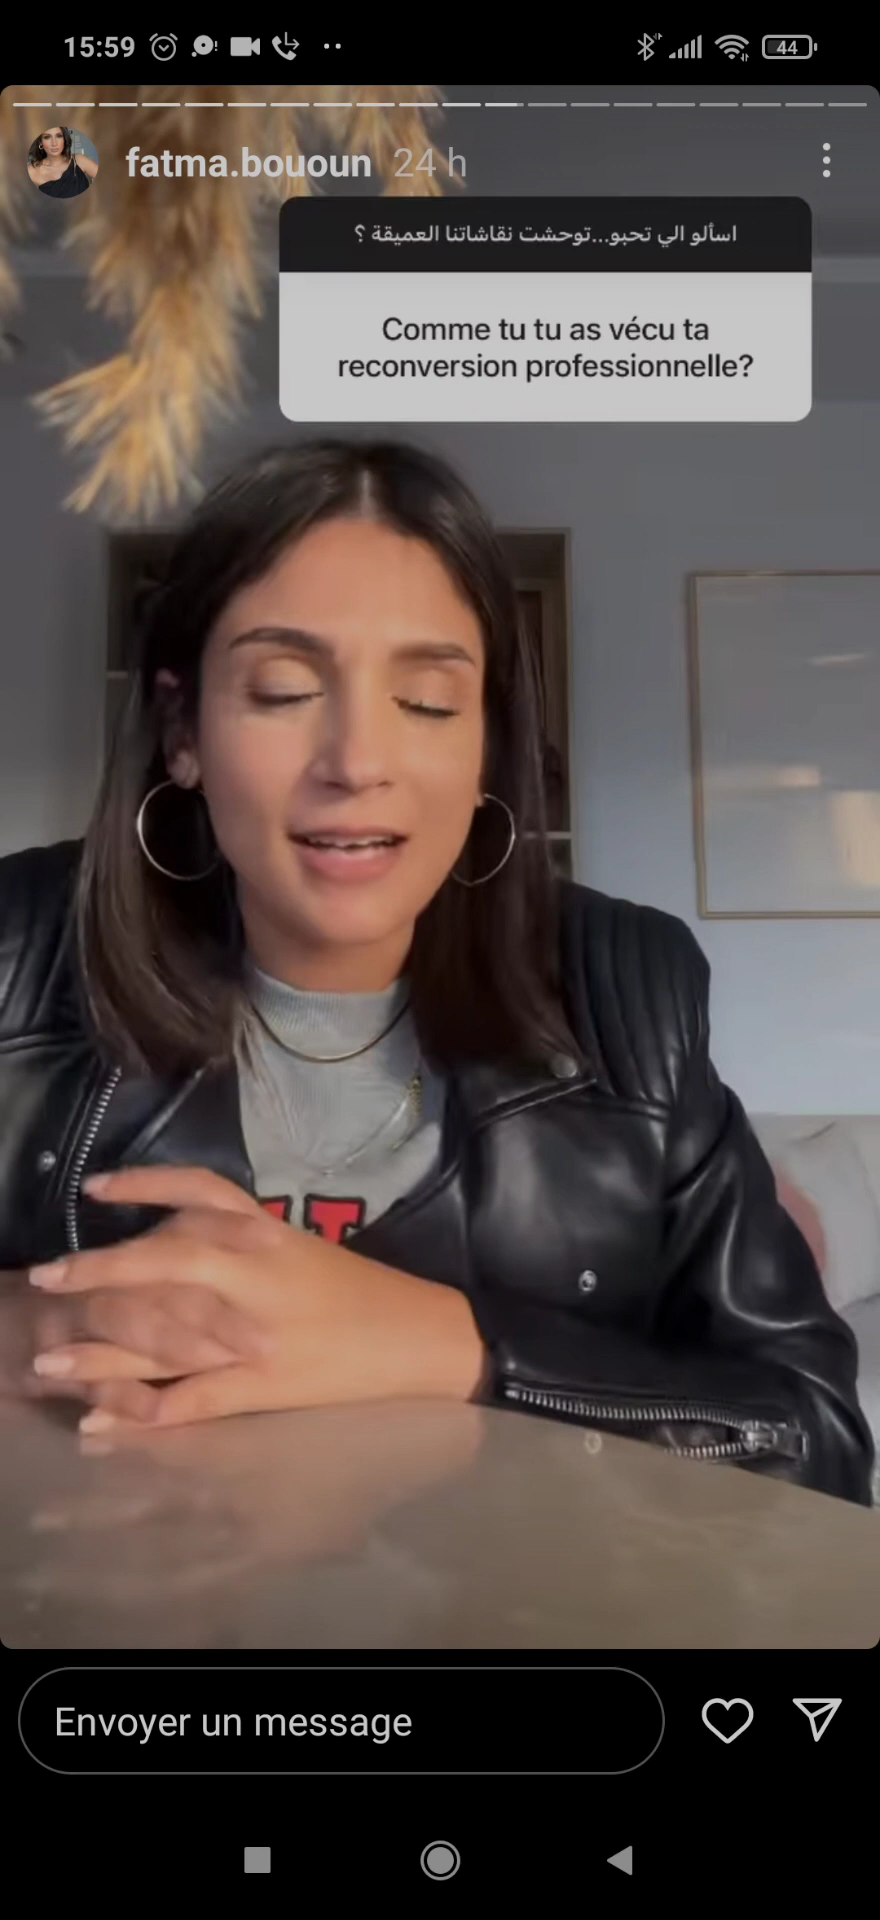 15:59
44
fatma.bououn 24 h
اسألو الي تحبو...توحشت نقاشاتنا العميقة ؟
Comme tu tu as vécu ta
reconversion professionnelle?
Envoyer un message